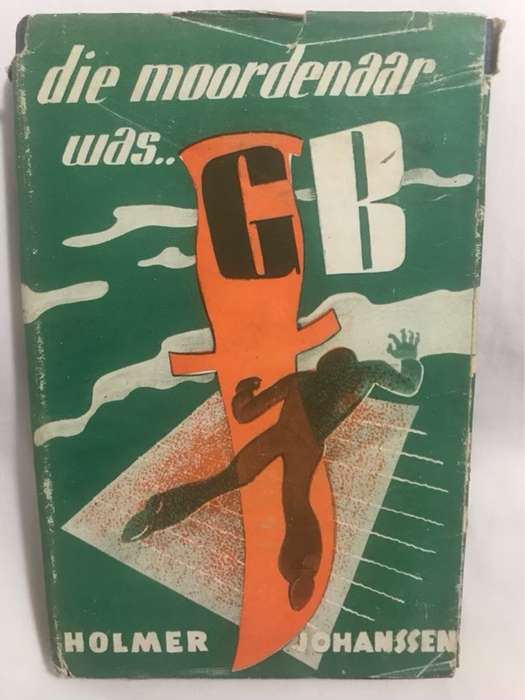 die moordenaar
was..
GB
HOLMER JOHANSSEN